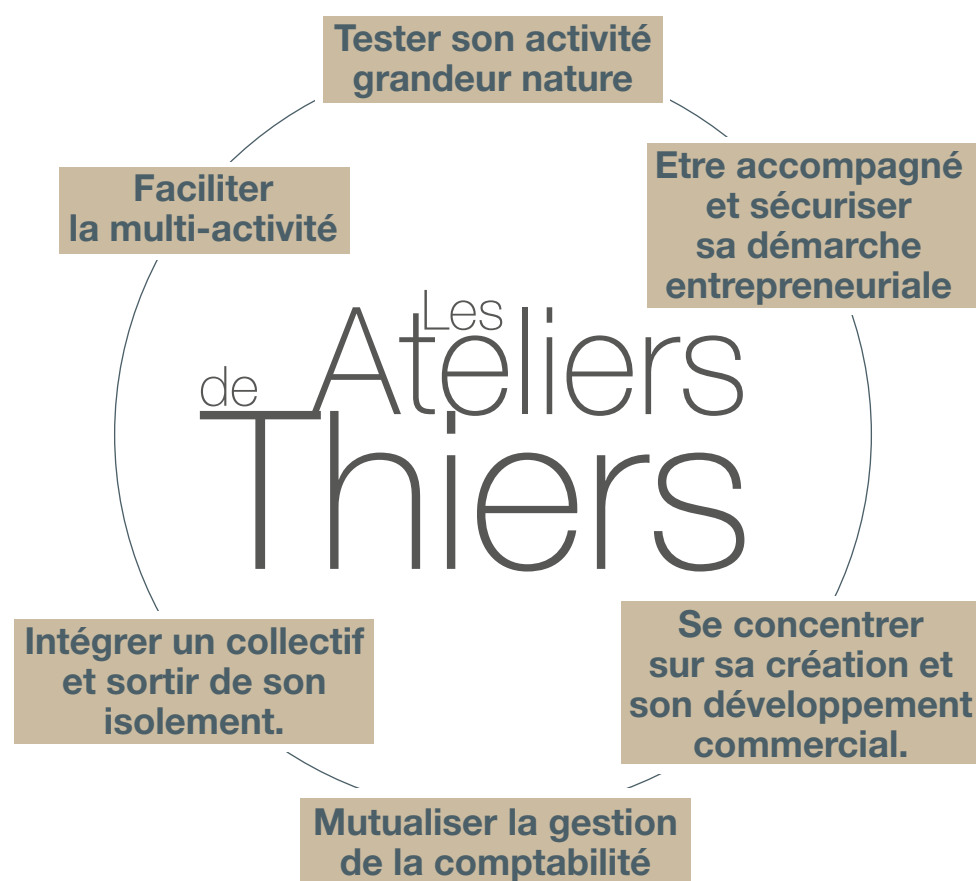 Tester son activité
grandeur nature
Etre accompagné
et sécuriser
sa démarche
entrepreneuriale
Faciliter
la multi-activité
Les
Ateliers
de
Thiers
Se concentrer
sur sa création et
son développement
commercial.
Intégrer un collectif
et sortir de son
isolement.
Mutualiser la gestion
de la comptabilité